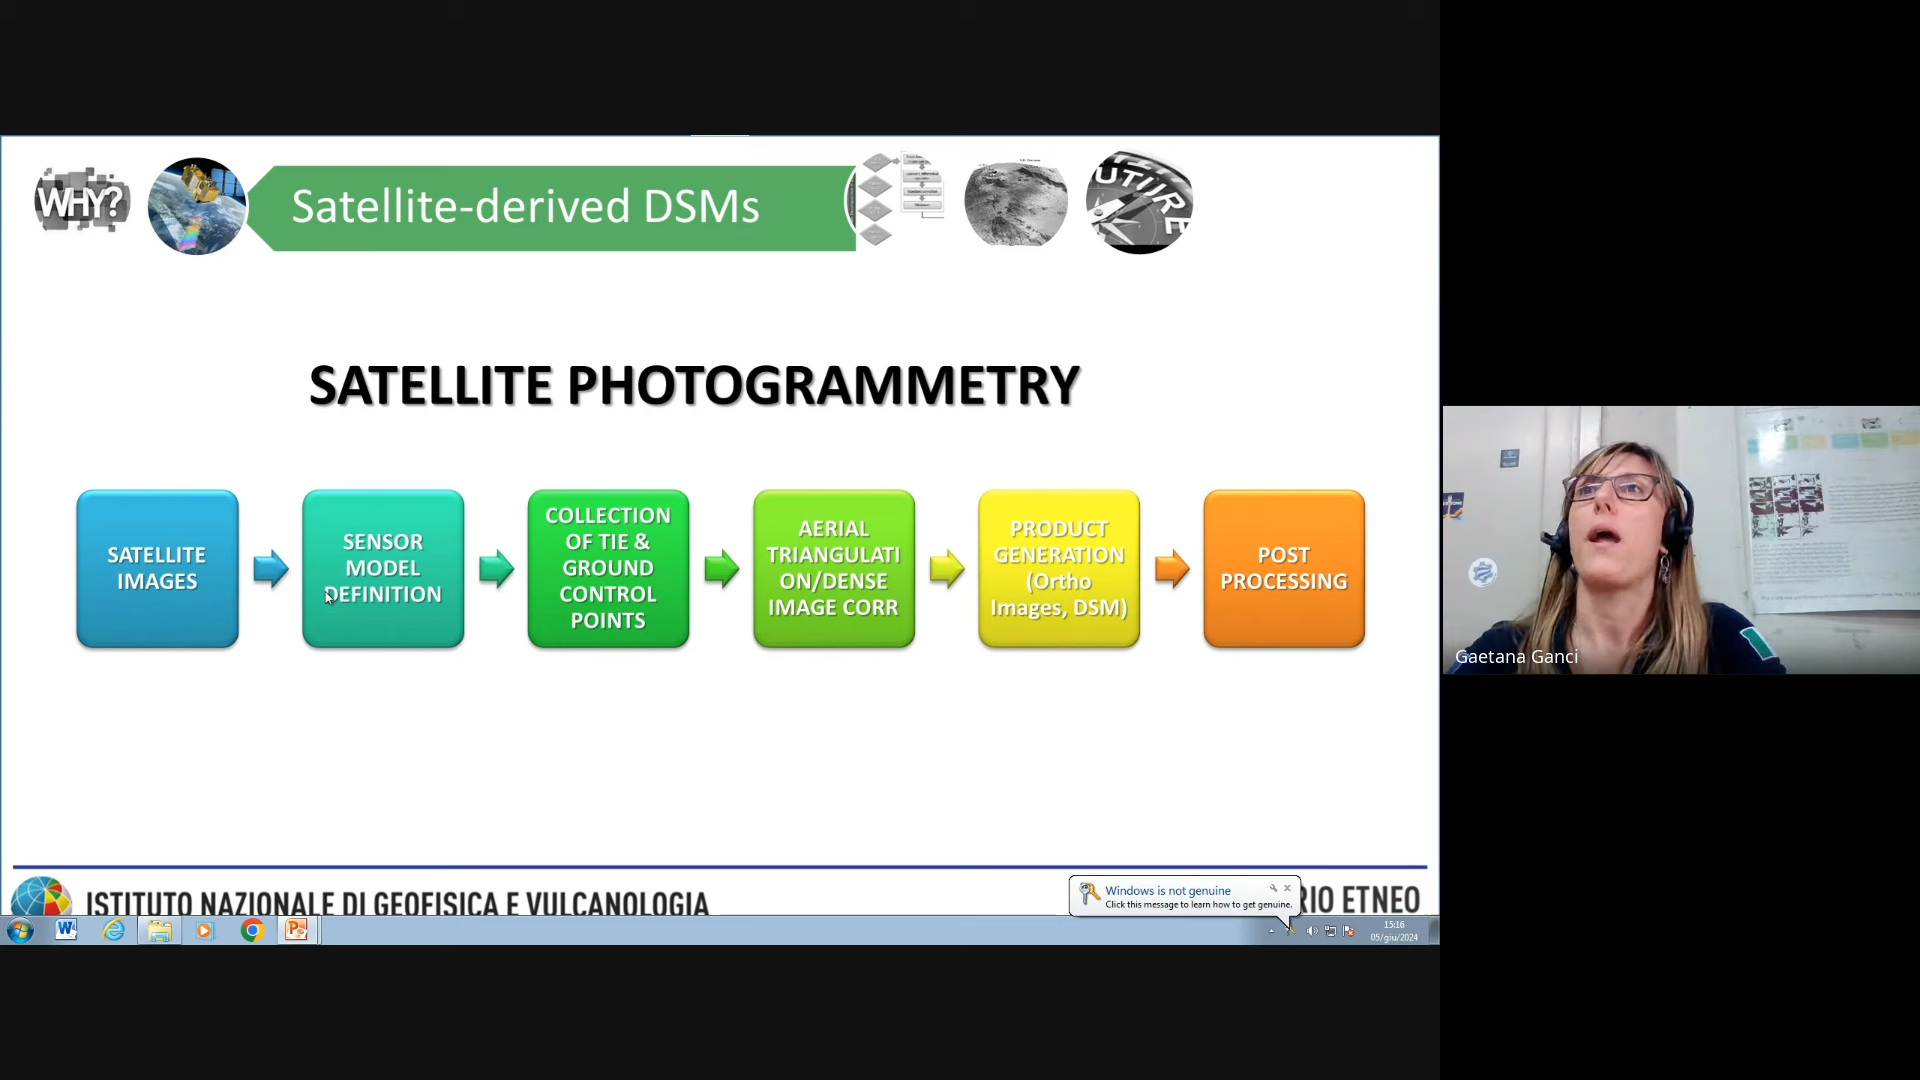 WHY?
Satellite-derived DSMs
UTURE
SATELLITE PHOTOGRAMMETRY
SATELLITE
IMAGES
SENSOR
MODEL
DEFINITION
COLLECTION
OF TIE &
GROUND
CONTROL
POINTS
AERIAL
TRIANGULATI
ON/DENSE
IMAGE CORR
PRODUCT
GENERATION
(Ortho
Images, DSM)
POST
PROCESSING
Gaetana Ganci
ISTITUTO NAZIONALE DI GEOFISICA E VULCANOLOGIA
RIO ETNEO
Windows is not genuine
Click this message to learn how to get genuine.
15:16
05/giu/2024